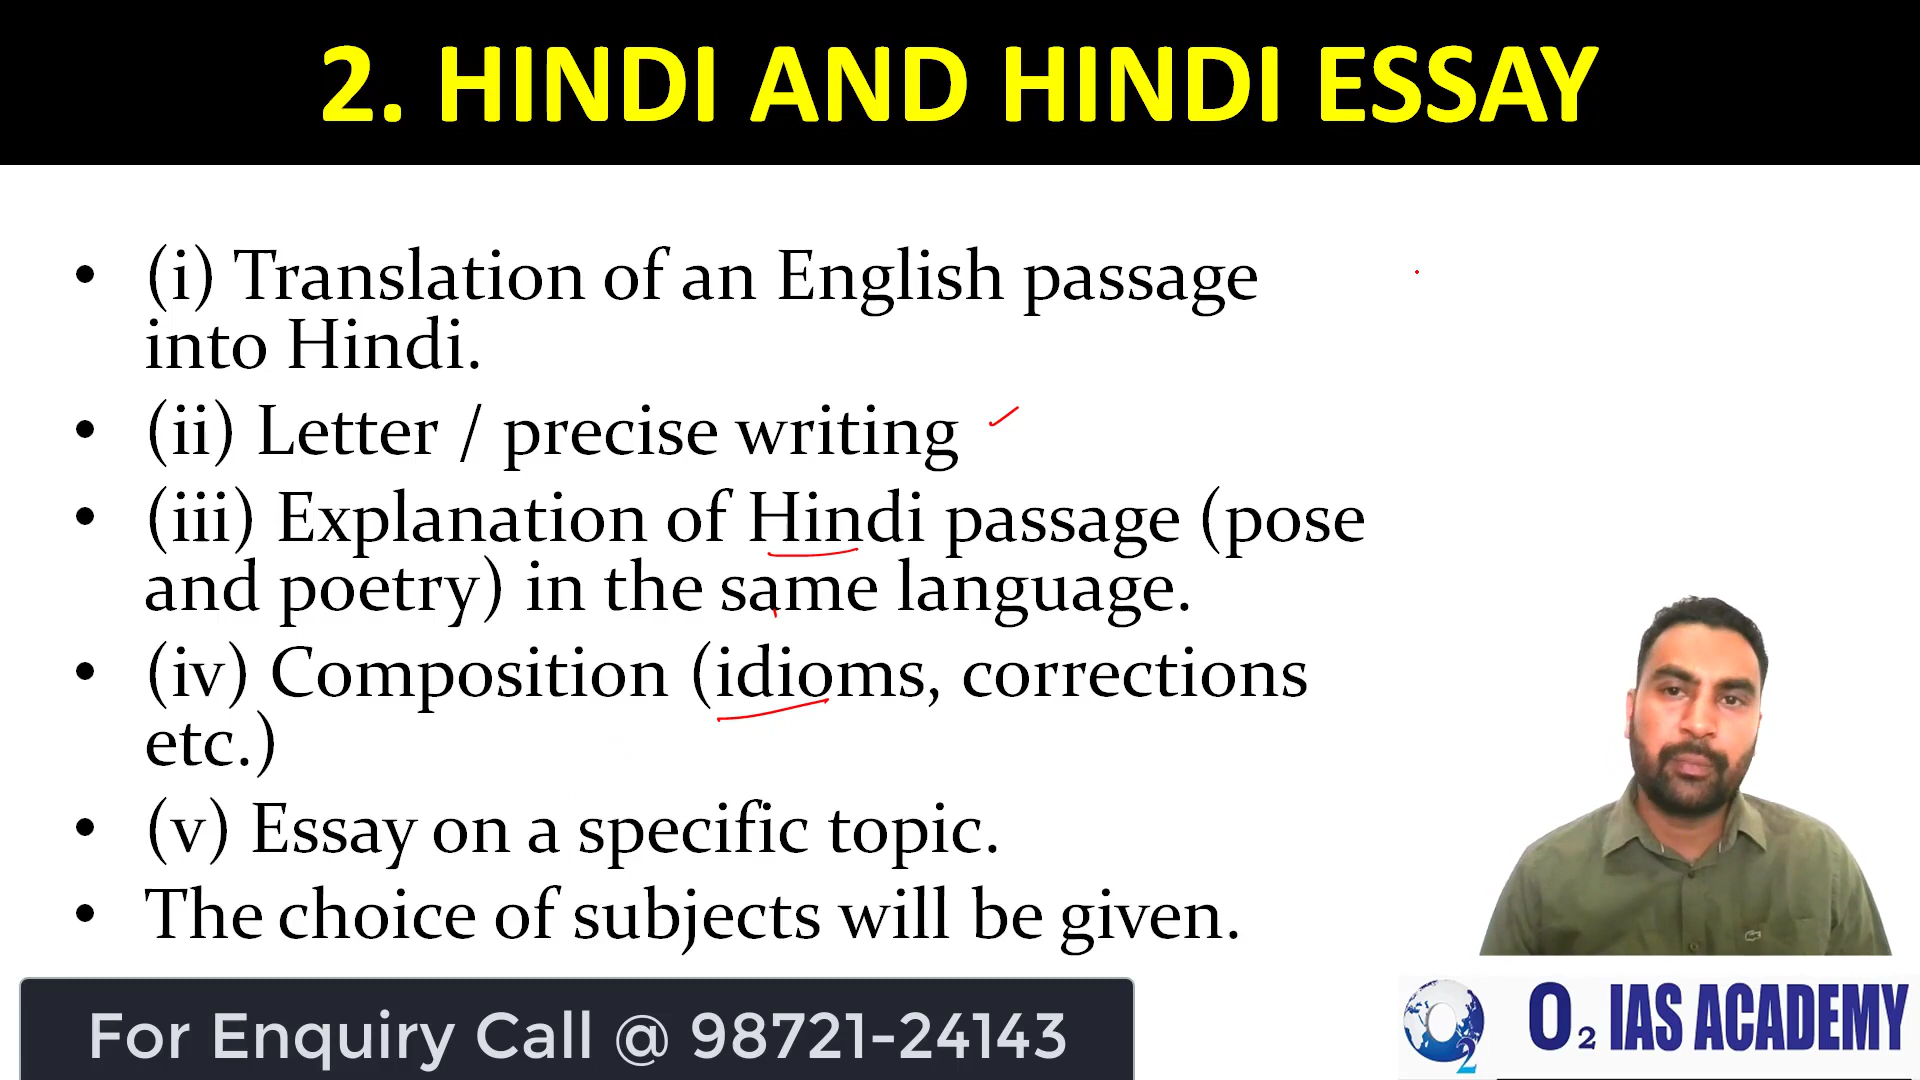 2. HINDI AND HINDI ESSAY
• (i) Translation of an English passage
into Hindi.
• (ii) Letter / precise writing
• (iii) Explanation of Hindi passage (pose
and poetry) in the same language.
• (iv) Composition (idioms, corrections
etc.)
• (v) Essay on a specific topic.
• The choice of subjects will be given.
For Enquiry Call @ 98721-24143
O2
O2 IAS ACADEMY